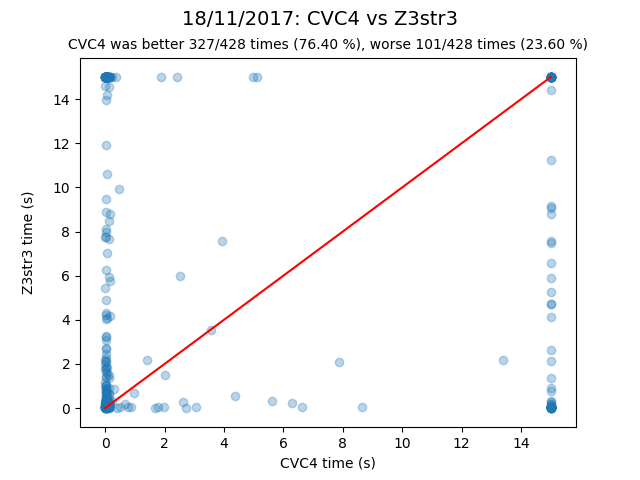 18/11/2017: CVC4 vs Z3str3
CVC4 was better 327/428 times (76.40 %), worse 101/428 times (23.60 %)
14
12
10
8
6
4
2
0
Z3str3 time (s)
0 2 4 6 8 10 12 14
CVC4 time (s)